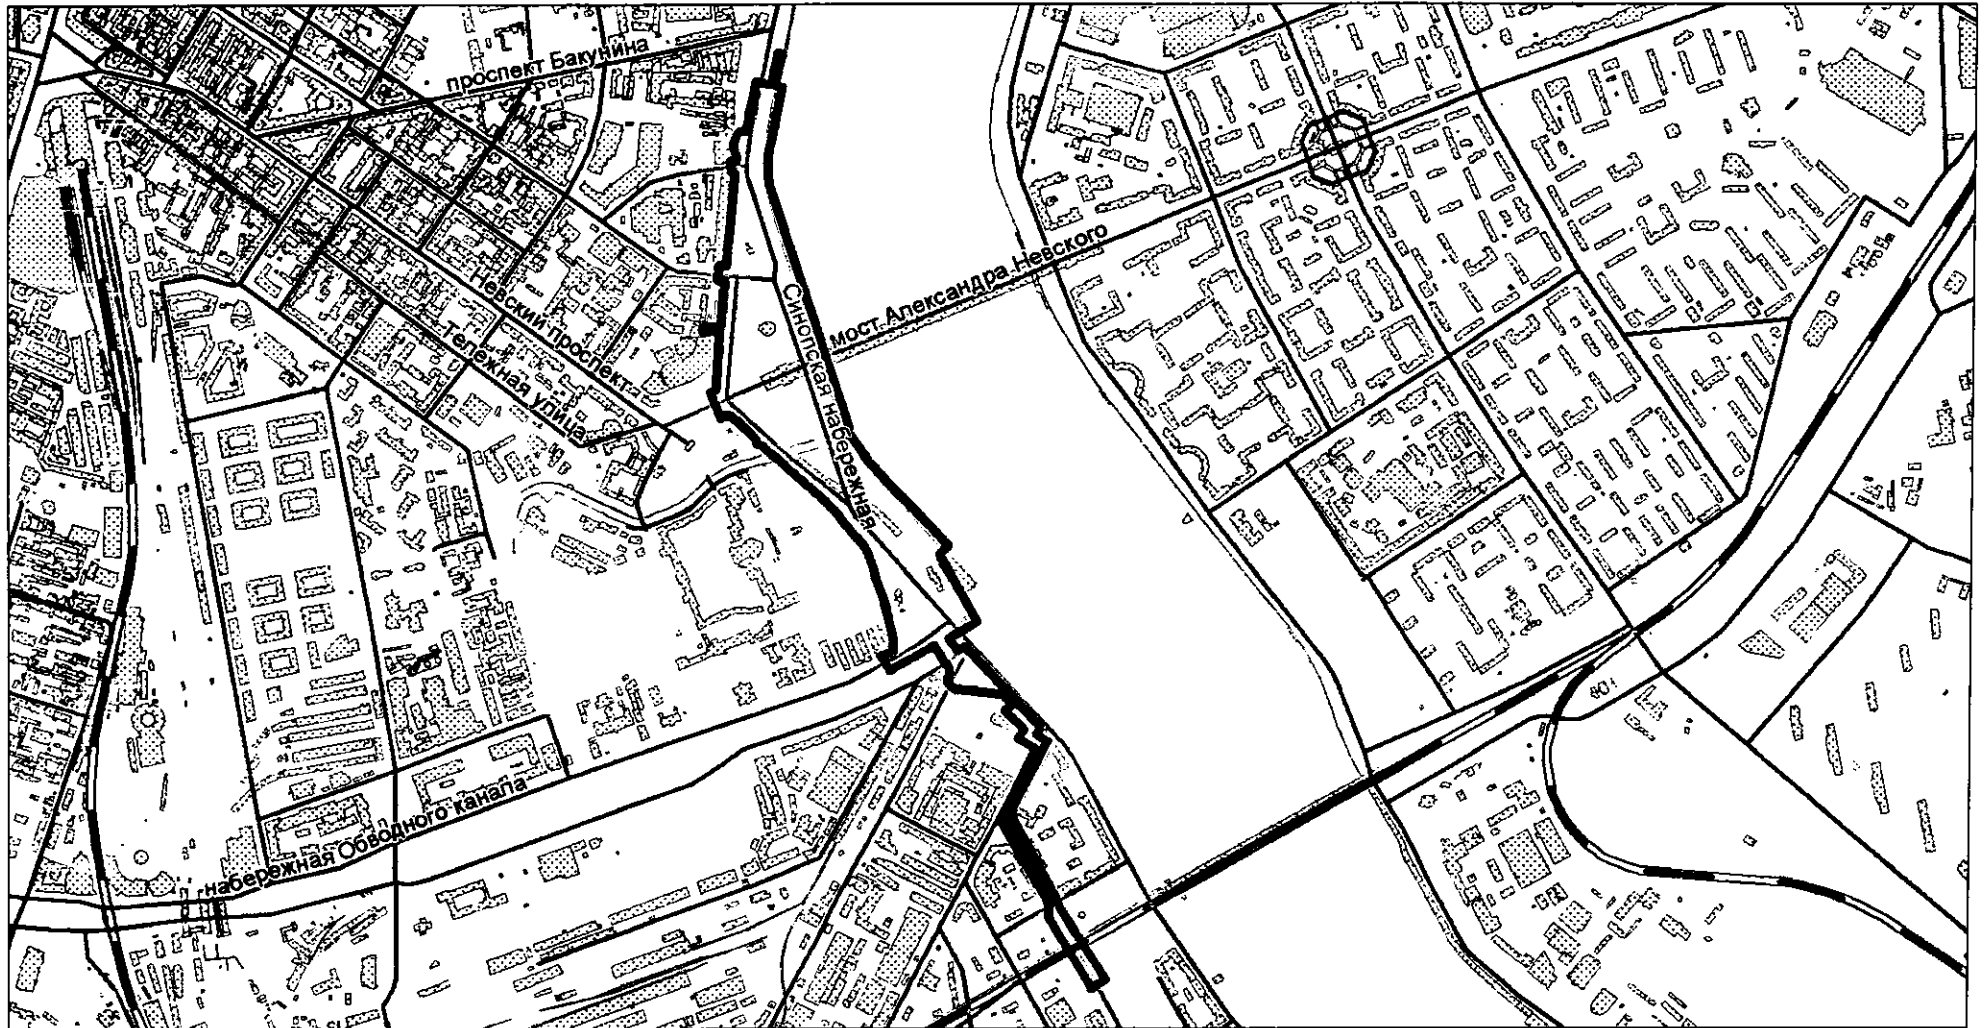 проспект Бакунина
мост Александра Невского
Синопская набережная
Невский проспект
Тележная улица
набережная Обводного канала